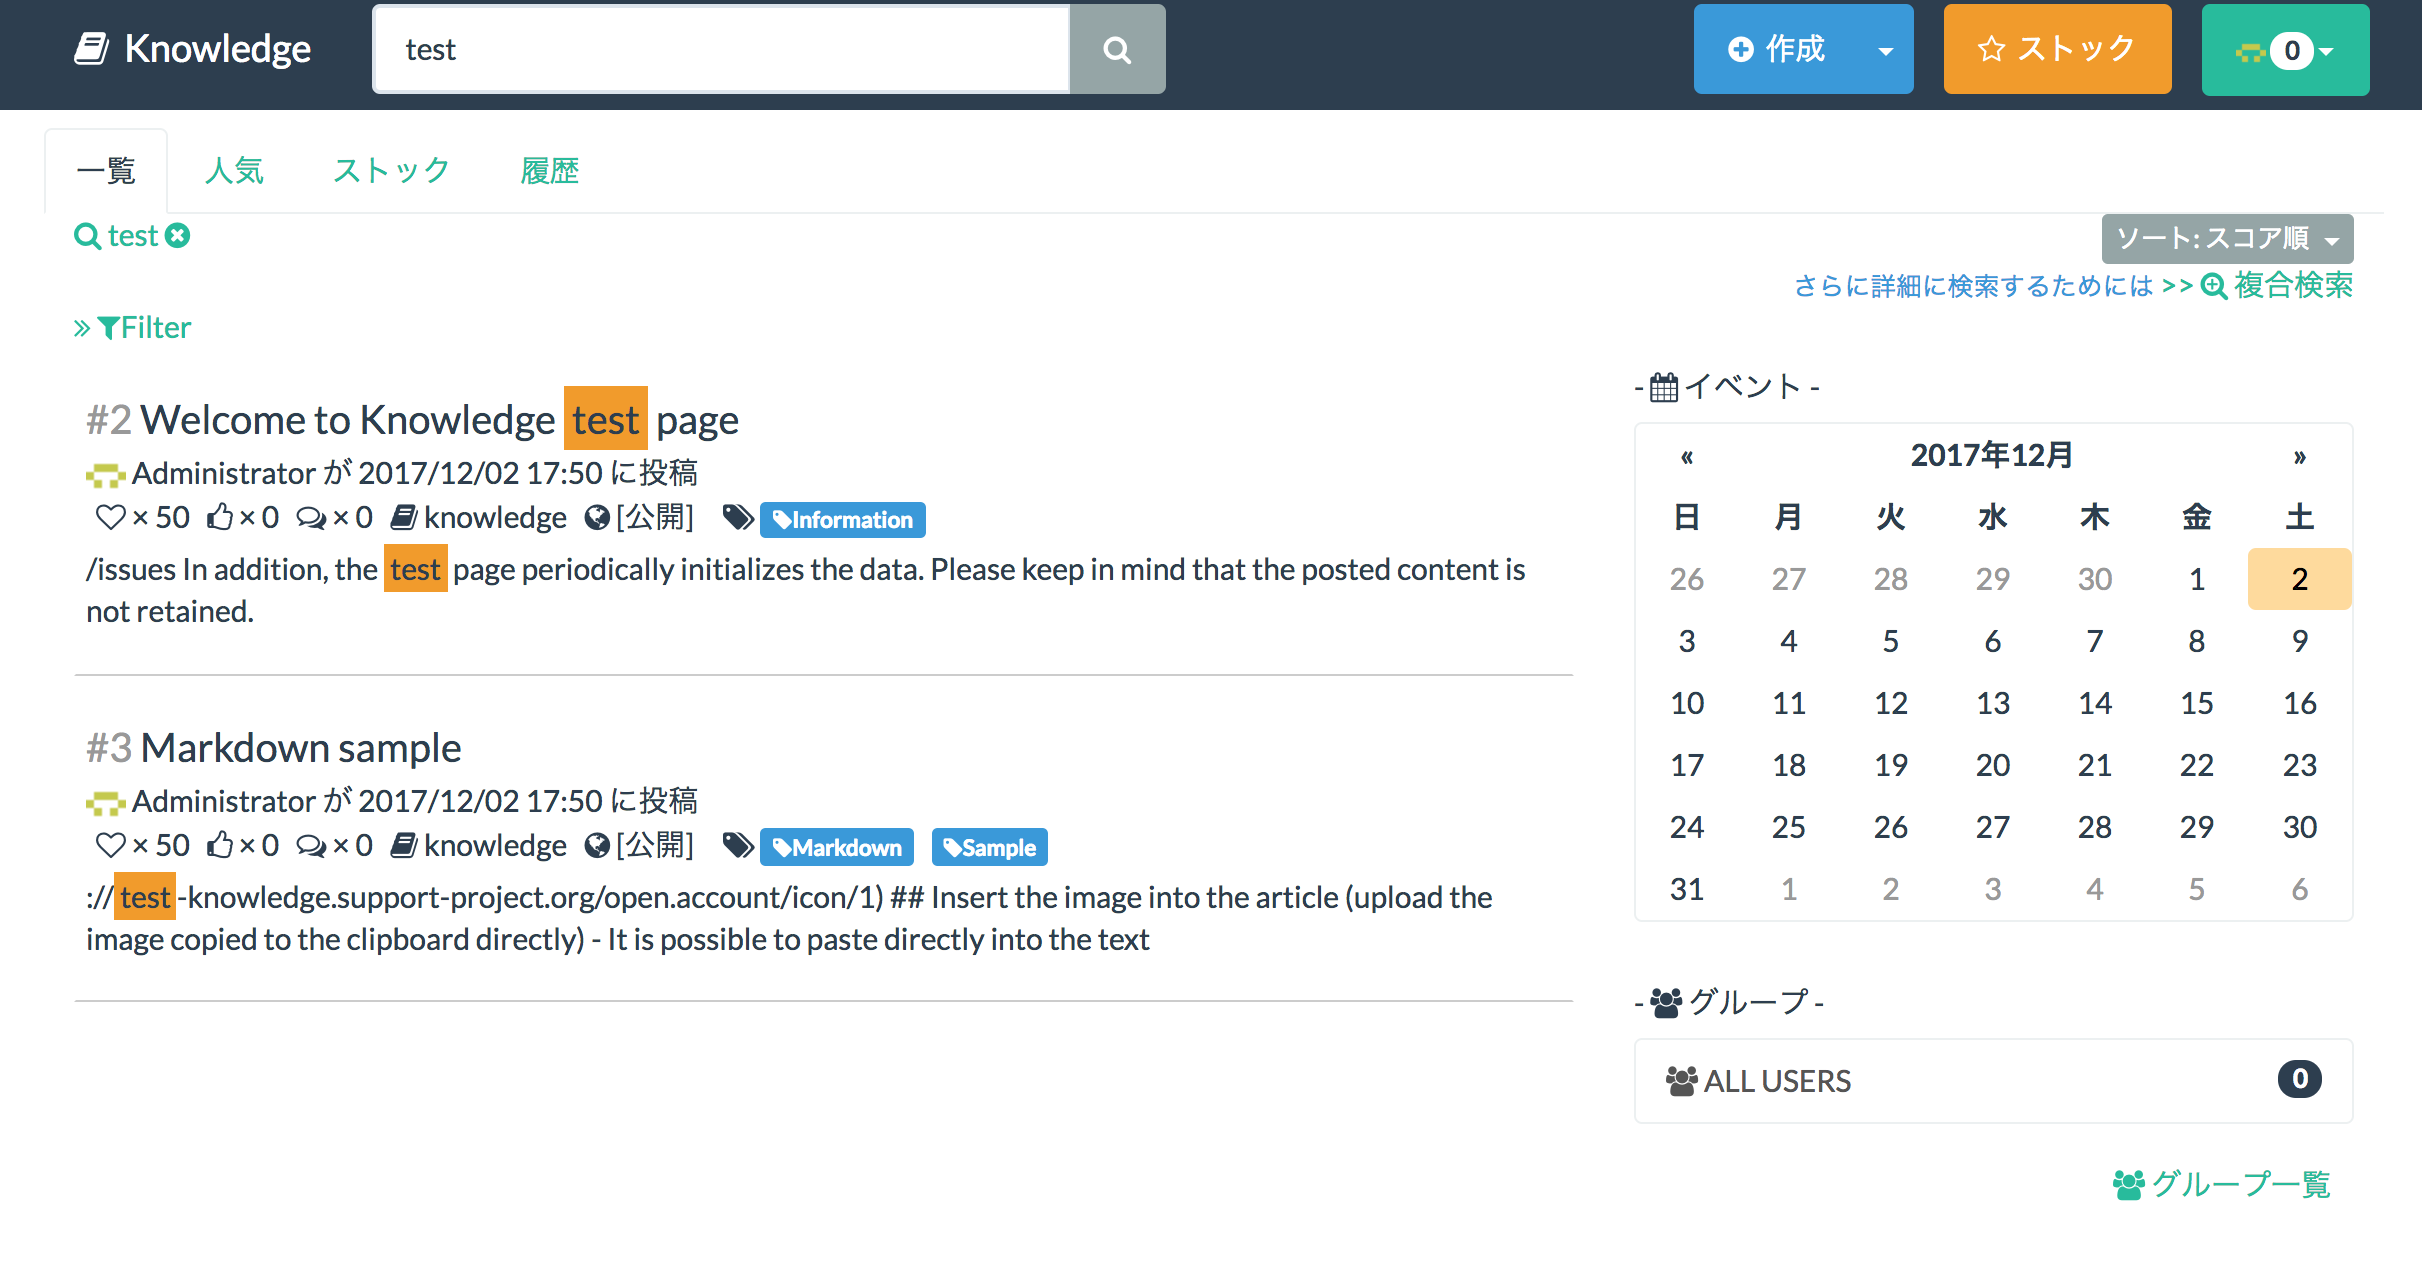 Knowledge test 作成 ストック 0
一覧 人気 ストック 履歴
test
ソート: スコア順
さらに詳細に検索するためには >> 複合検索
» Filter
#2 Welcome to Knowledge test page
Administrator が 2017/12/02 17:50 に投稿
× 50 × 0 × 0 knowledge [公開] Information
/issues In addition, the test page periodically initializes the data. Please keep in mind that the posted content is
not retained.
#3 Markdown sample
Administrator が 2017/12/02 17:50 に投稿
× 50 × 0 × 0 knowledge [公開] Markdown Sample
:// test -knowledge.support-project.org/open.account/icon/1) ## Insert the image into the article (upload the
image copied to the clipboard directly) - It is possible to paste directly into the text
- イベント -
« 2017年12月 »
日 月 火 水 木 金 土
26 27 28 29 30 1 2
3 4 5 6 7 8 9
10 11 12 13 14 15 16
17 18 19 20 21 22 23
24 25 26 27 28 29 30
31 1 2 3 4 5 6
- グループ -
ALL USERS 0
グループ一覧